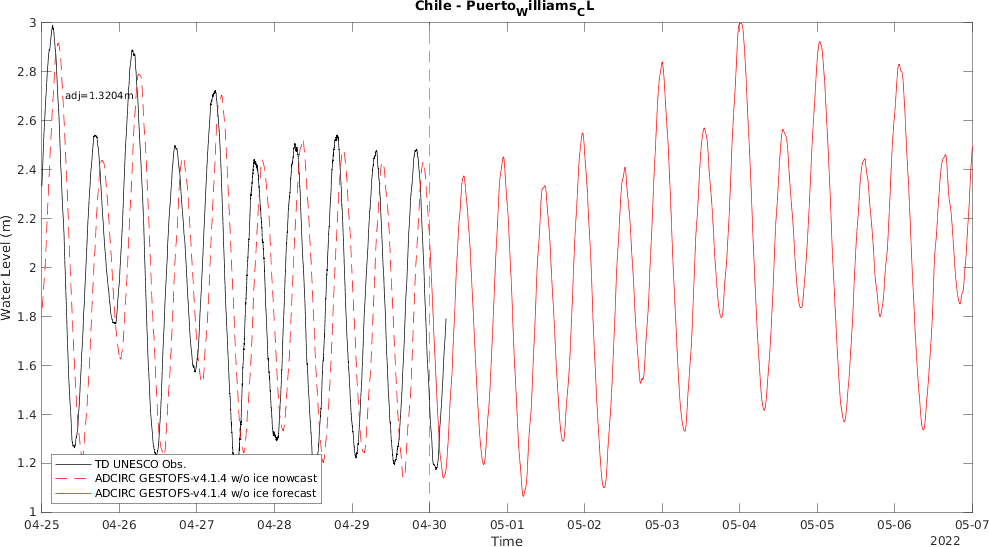 Chile - PuertoWilliamsCL
3
2.8
adj=1.3204m
2.6
2.4
2.2
2
1.8
1.6
1.4
1.2
1
Water Level (m)
TD UNESCO Obs.
ADCIRC GESTOFS-v4.1.4 w/o ice nowcast
ADCIRC GESTOFS-v4.1.4 w/o ice forecast
04-25 04-26 04-27 04-28 04-29 04-30 05-01 05-02 05-03 05-04 05-05 05-06 05-07
Time
2022